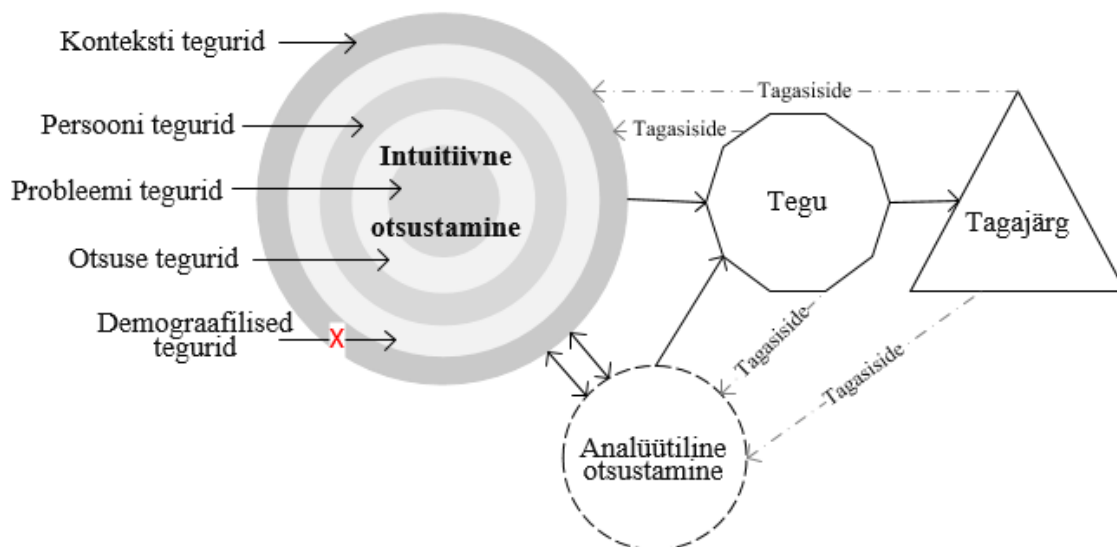 Konteksti tegurid
Persooni tegurid
Probleemi tegurid
Otsuse tegurid
Demograafilised
tegurid
X
Intuitiivne
otsustamine
Tagasiside
Tagasiside
Tegu
Tagajärg
Tagasiside
Tagasiside
Analüütiline
otsustamine